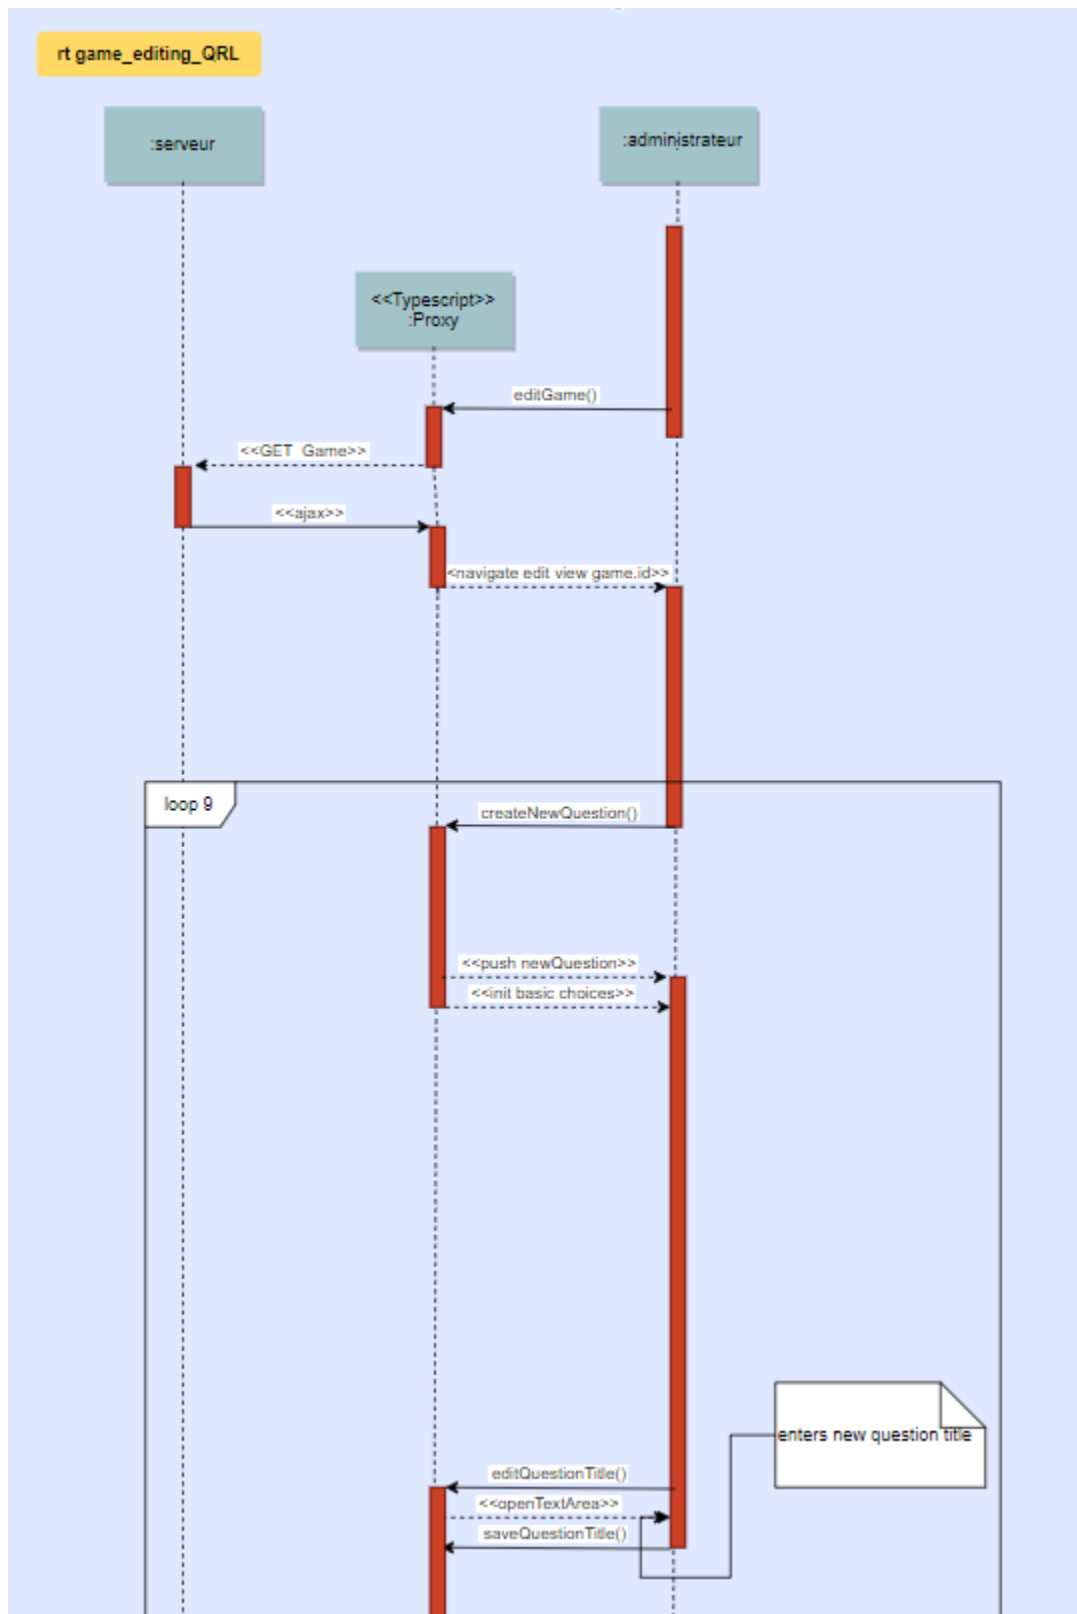 rt game_editing_QRL
:serveur
:administrateur
<<Typescript>>
:Proxy
editGame()
<<GET Game>>
<<ajax>>
<navigate edit view game.id>>
loop 9
createNewQuestion()
<<push newQuestion>>
<<init basic choices>>
enters new question title
editQuestionTitle()
<<openTextArea>>
saveQuestionTitle()